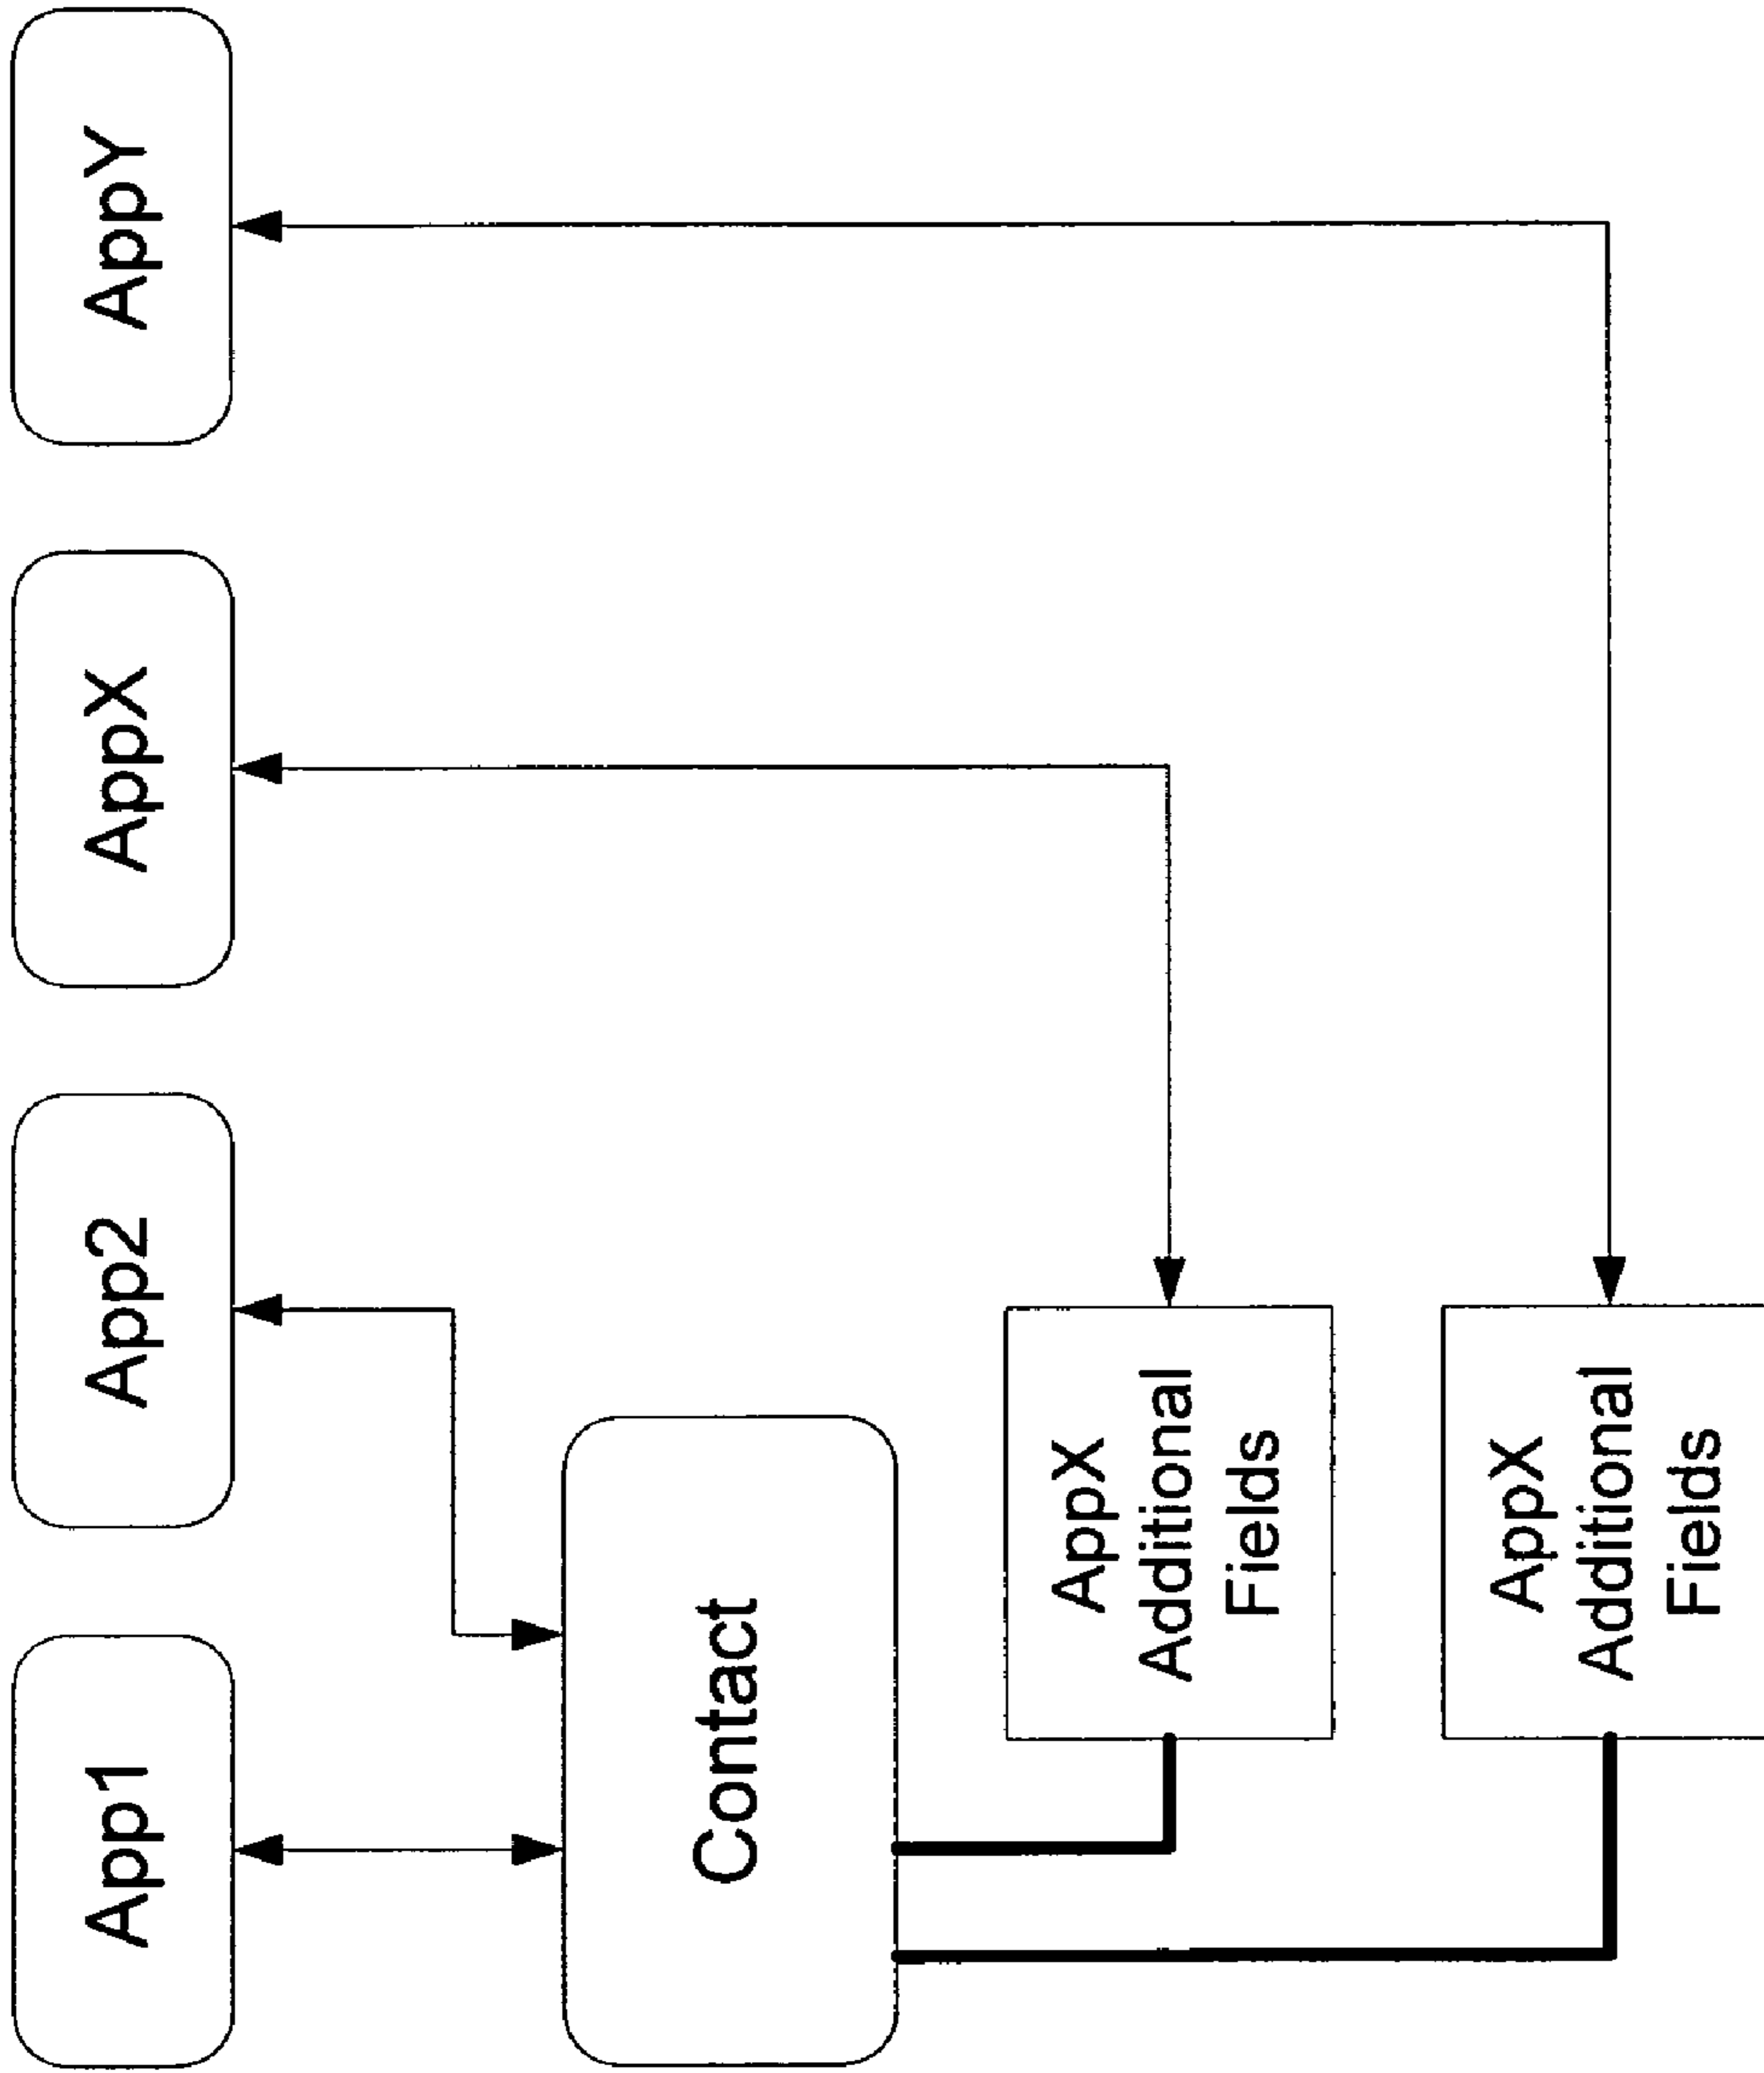 App1
App2
AppX
AppY
Contact
AppX
Additional
Fields
AppX
Additional
Fields